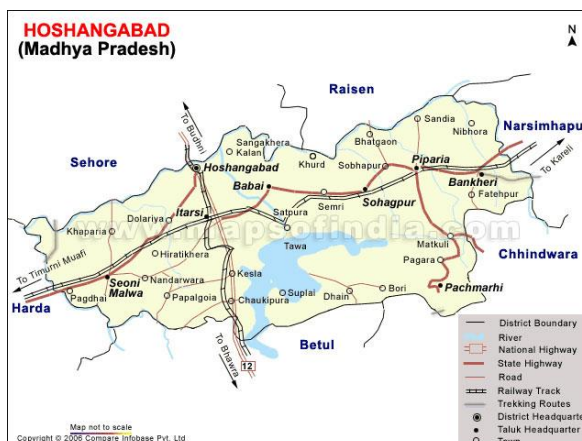 HOSHANGABAD
(Madhya Pradesh)
N
Raisen
To Budhni
Sandia
Nibhora
Narsimhapu
Sangakhera
Kalan
Bhatgaon
Khurd
Sehore
Hoshangabad
Sobhapur
Piparia
To Kareli
Babai
Bankheri
Semri
Sohagpur
Fatehpur
Itarsi
Satpura
Dolariya
www.mapsofindia.com
Khaparia
Tawa
Matkuli
Chhindwara
Hiratikhera
Pagara
To Timurni Muafi
Kesla
Seoni
Malwa
Nandarwara
Suplai
Dhain
Bori
Pachmarhi
Pagdhai
Papalgoia
Chaukipura
Harda
Betul
To Bhawra
12
District Boundary
River
National Highway
State Highway
Road
Railway Track
Trekking Routes
District Headquarte
Taluk Headquarter
Town
Map not to scale
Copyright © 2006 Compare Infobase Pvt. Ltd